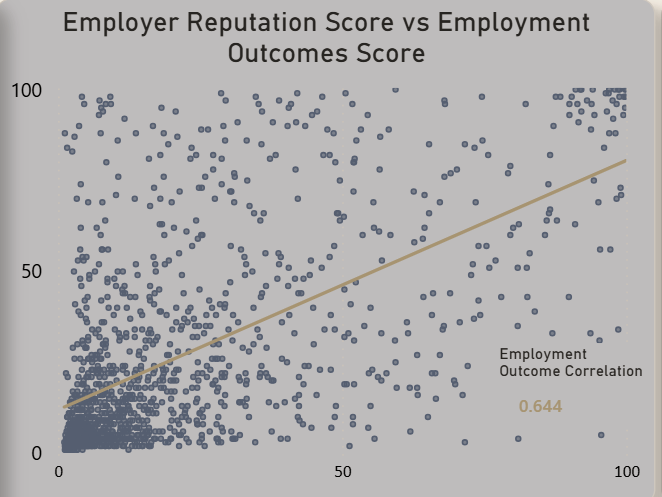 Employer Reputation Score vs Employment
Outcomes Score
100
50
0
Employment
Outcome Correlation
0.644
0
50
100